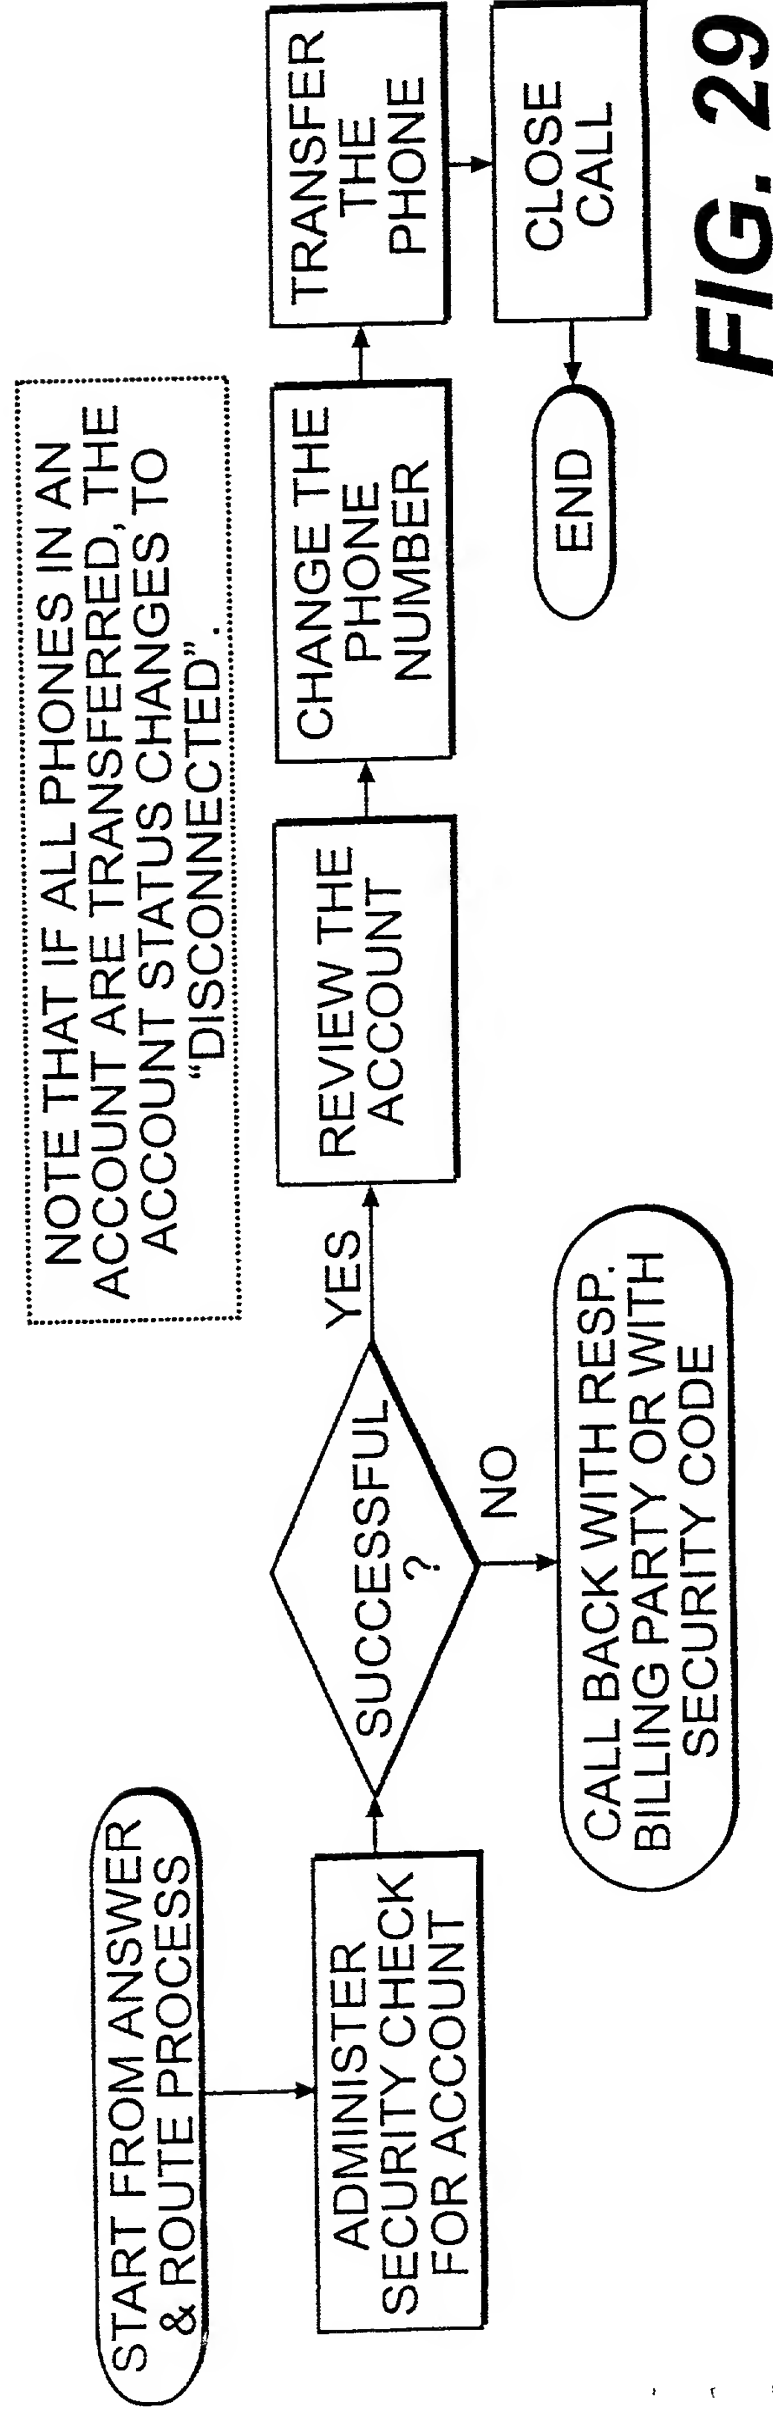 NOTE THAT IF ALL PHONES IN AN
ACCOUNT ARE TRANSFERRED, THE
ACCOUNT STATUS CHANGES TO
“DISCONNECTED”.
START FROM ANSWER
& ROUTE PROCESS
ADMINISTER
SECURITY CHECK
FOR ACCOUNT
SUCCESSFUL
?
YES
NO
CALL BACK WITH RESP.
BILLING PARTY OR WITH
SECURITY CODE
REVIEW THE
ACCOUNT
CHANGE THE
PHONE
NUMBER
TRANSFER
THE
PHONE
CLOSE
CALL
END
FIG. 29